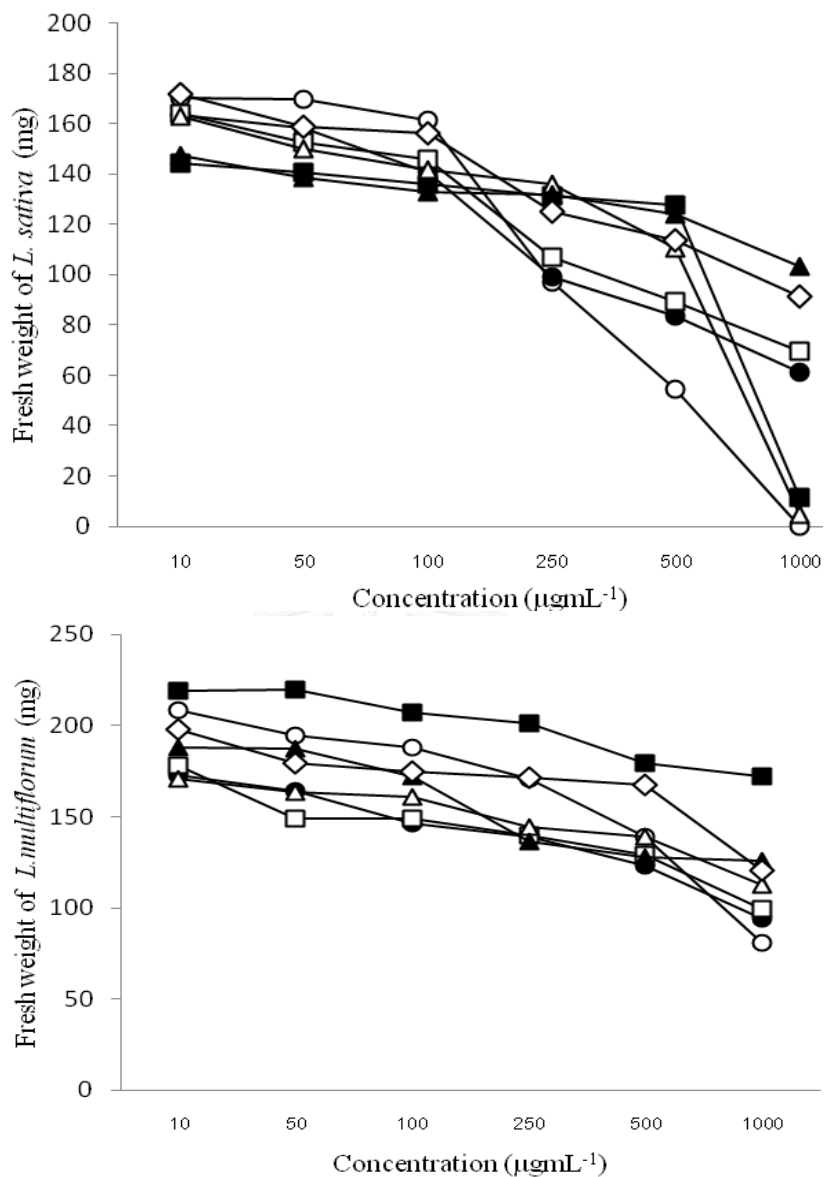 Fresh weight of L. sativa (mg)
200
180
160
140
120
100
80
60
40
20
0
10 50 100 250 500 1000
Concentration (µgmL-1)
Fresh weight of L.multiflorum (mg)
250
200
150
100
50
0
10 50 100 250 500 1000
Concentration (µgmL-1)